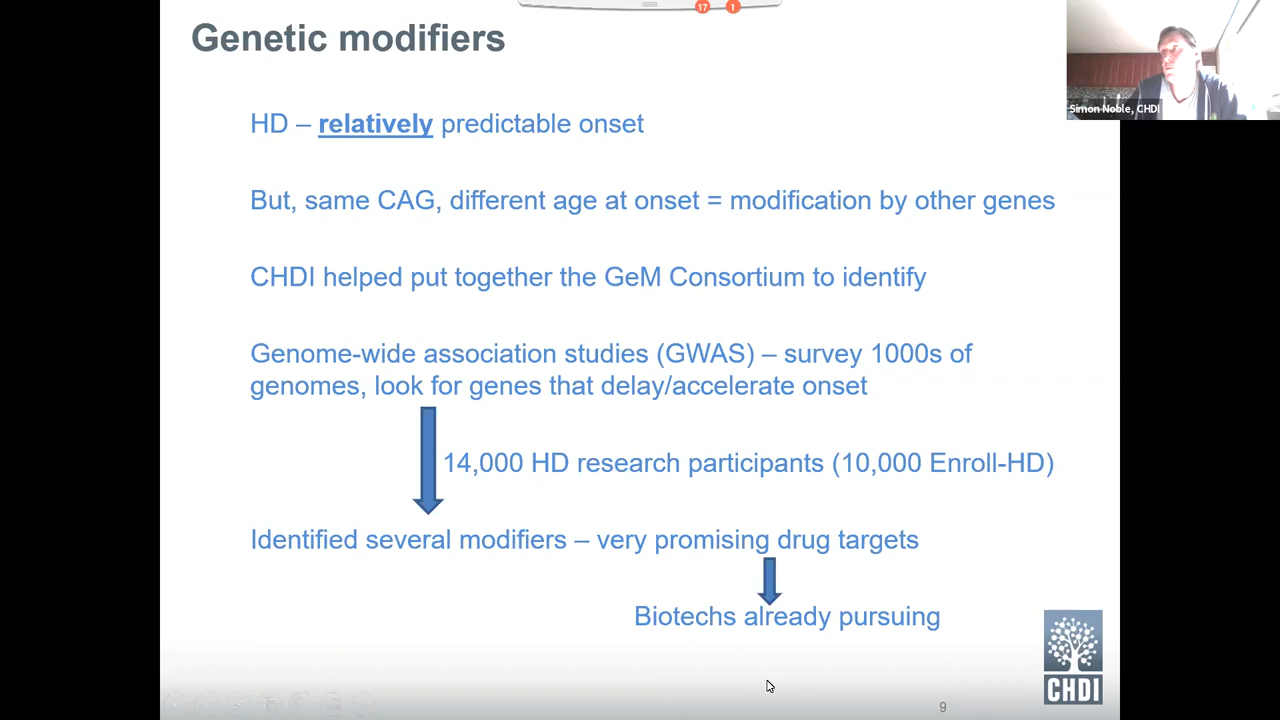 Genetic modifiers
17
1
Simon Noble, CHDI
HD – relatively predictable onset
But, same CAG, different age at onset = modification by other genes
CHDI helped put together the GeM Consortium to identify
Genome-wide association studies (GWAS) – survey 1000s of
genomes, look for genes that delay/accelerate onset
14,000 HD research participants (10,000 Enroll-HD)
Identified several modifiers – very promising drug targets
Biotechs already pursuing
CHDI
9